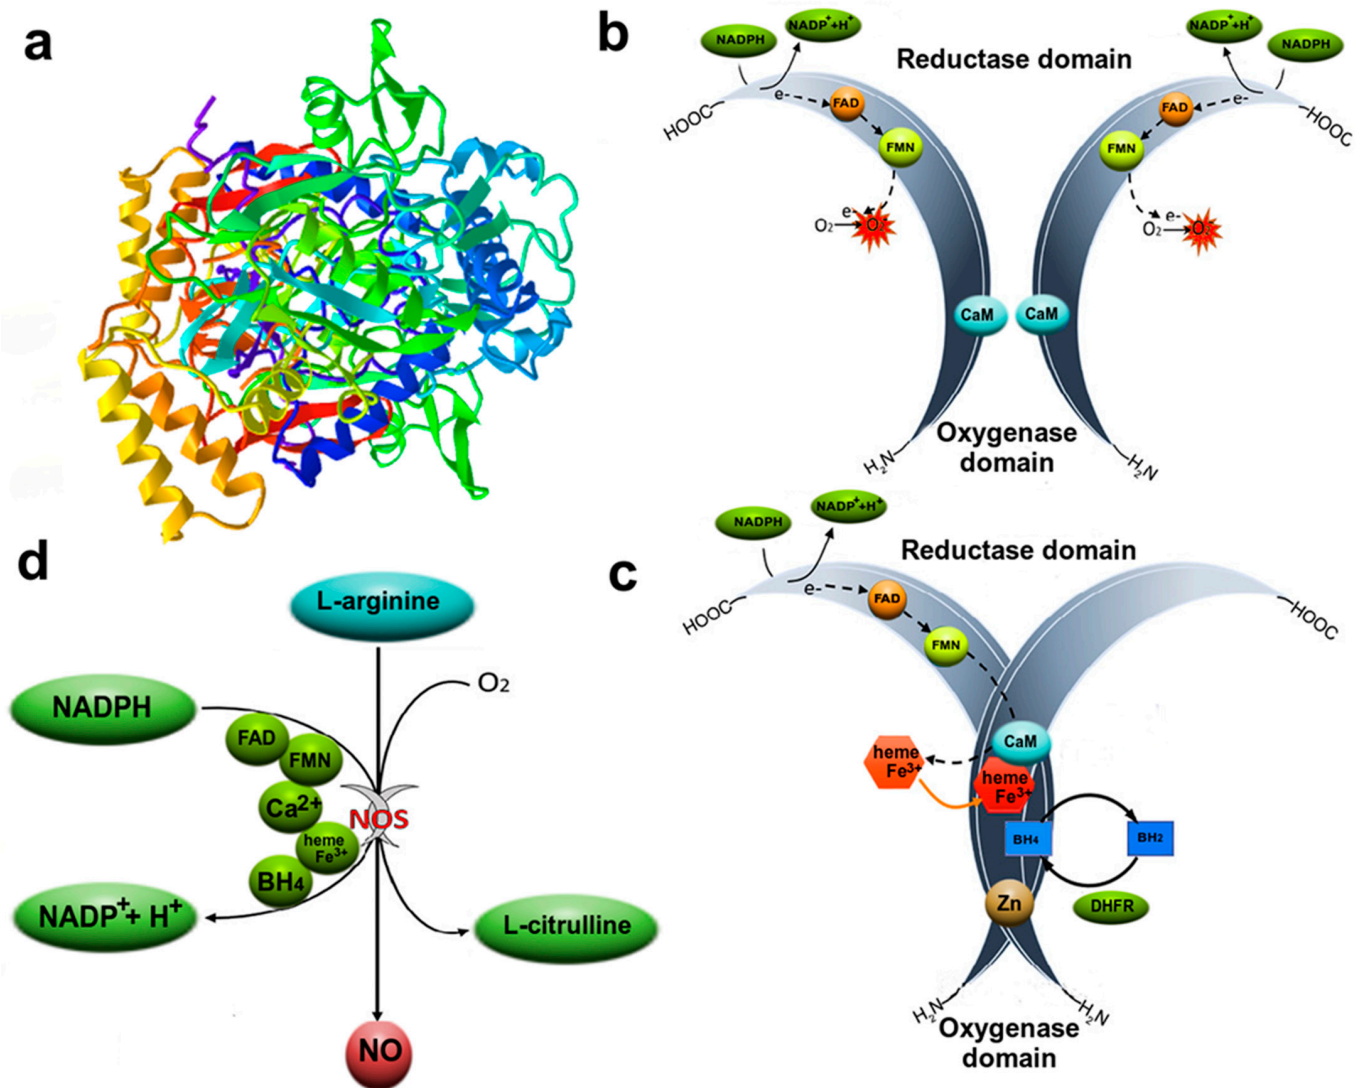 a
b
NADPH
NADP⁺+H⁺
NADP⁺+H⁺
NADPH
Reductase domain
HOOC
e-
FAD
FAD
e-
HOOC
FMN
FMN
e-
O₂
O₂⁻
e-
O₂
O₂⁻
CaM
CaM
Oxygenase
domain
H₂N
H₂N
c
NADPH
NADP⁺+H⁺
Reductase domain
HOOC
e-
FAD
HOOC
FMN
CaM
heme
Fe³⁺
heme
Fe³⁺
BH4
BH2
Zn
DHFR
H₂N
H₂N
Oxygenase
domain
d
L-arginine
NADPH
O₂
FAD
FMN
Ca²⁺
NOS
heme
Fe³⁺
BH4
NADP⁺+ H⁺
L-citrulline
NO